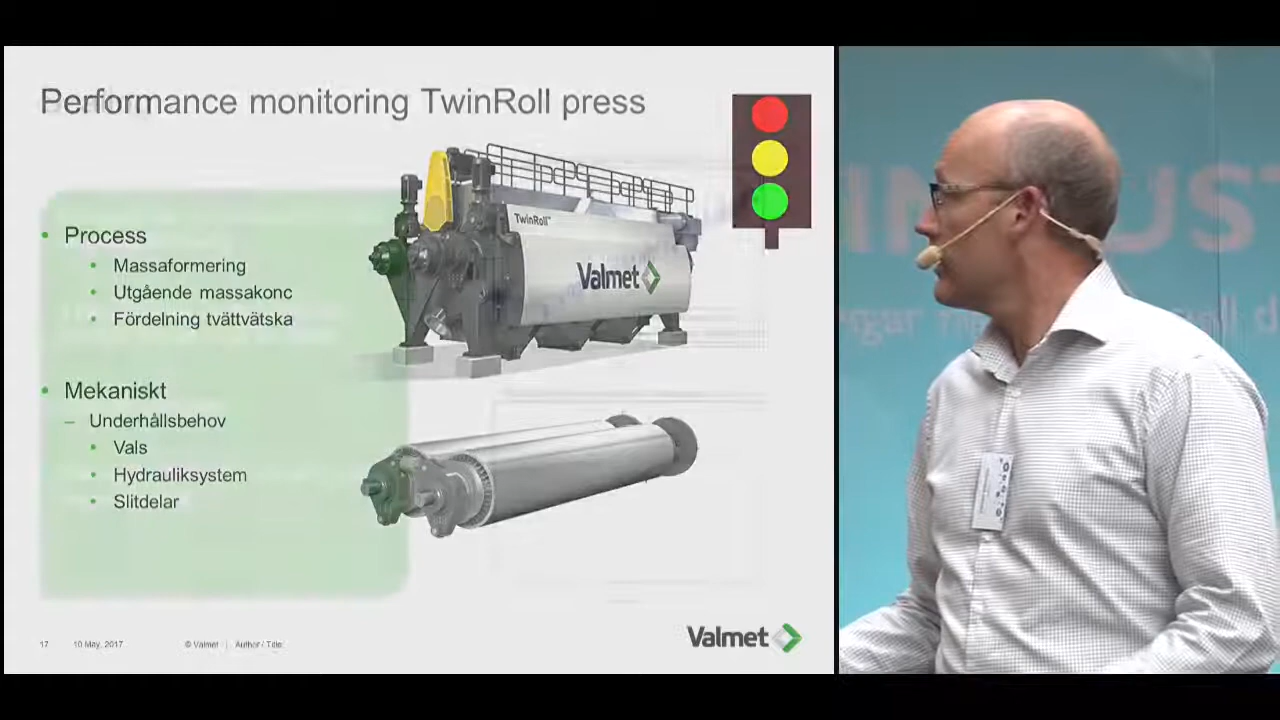 Performance monitoring TwinRoll press
• Process
• Massaformering
• Utgående massakonc
• Fördelning tvättvätska
• Mekaniskt
– Underhållsbehov
• Vals
• Hydrauliksystem
• Slitdelar
TwinRoll™
Valmet
17 10 May, 2017 © Valmet | Author / Title
Valmet